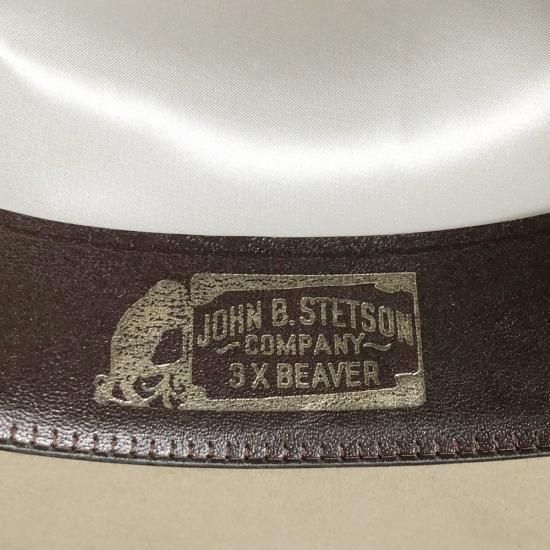 JOHN B. STETSON
~COMPANY~
3 X BEAVER